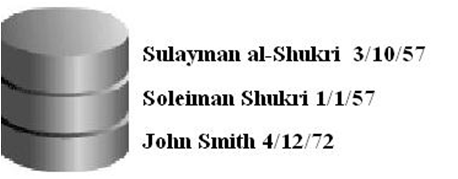 Sulayman al-Shukri 3/10/57
Soleiman Shukri 1/1/57
John Smith 4/12/72